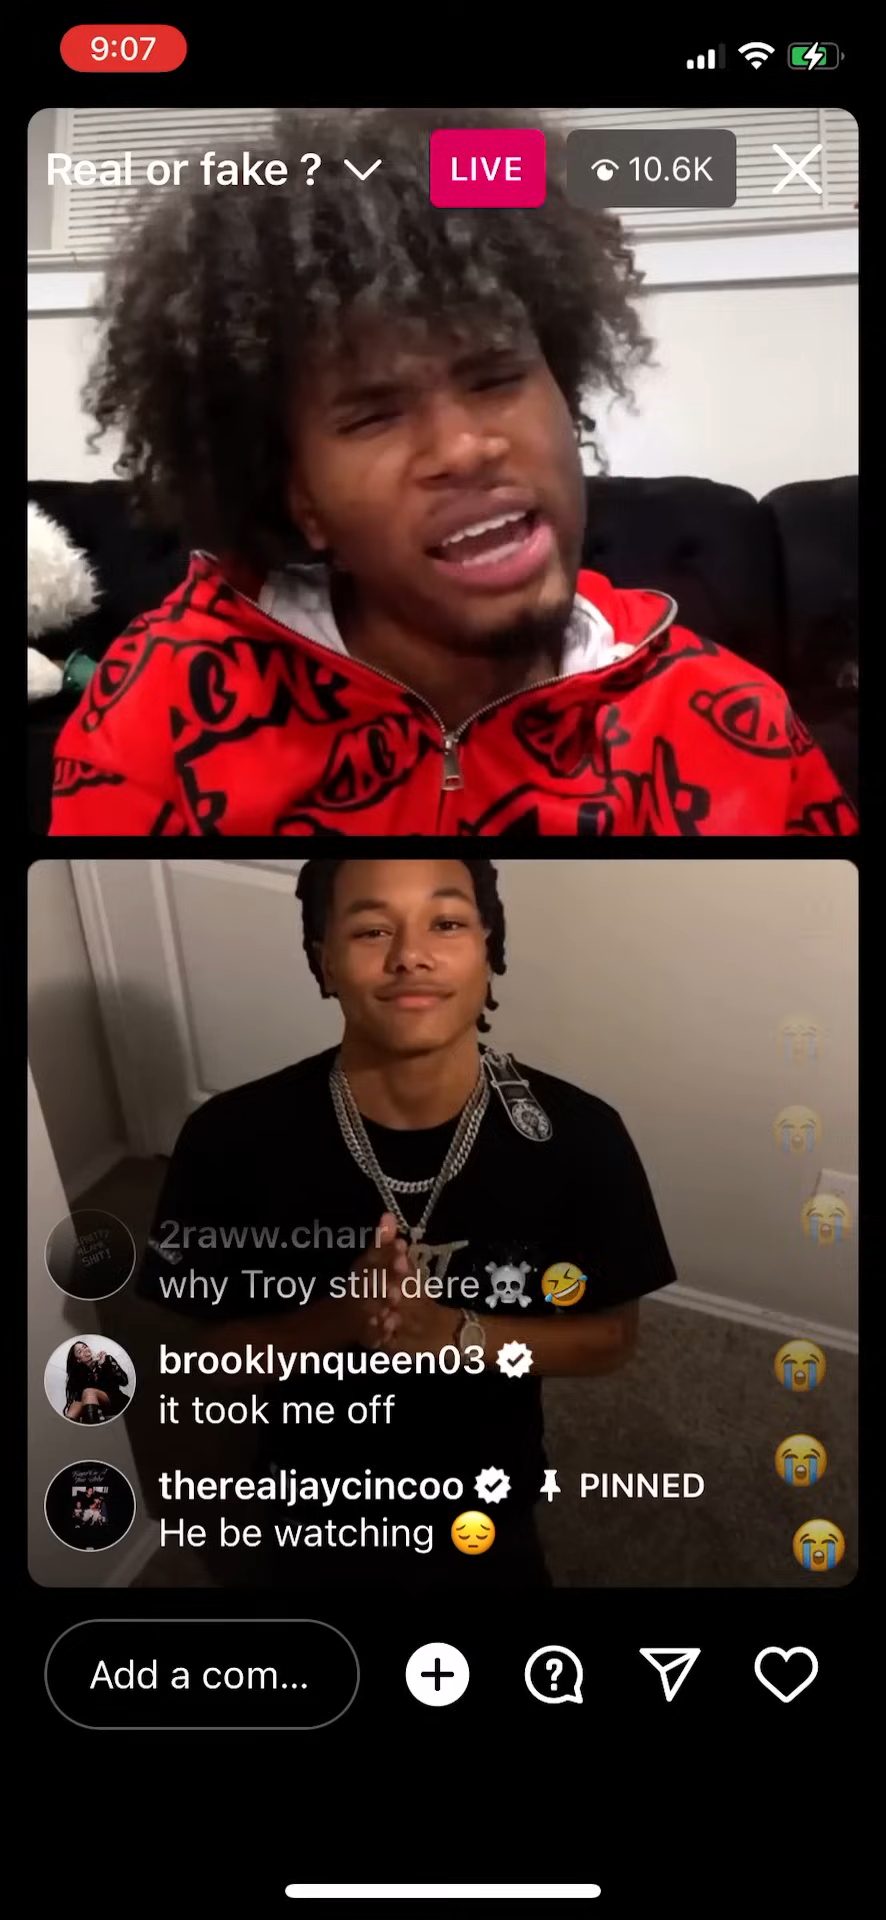 9:07
Real or fake ?
LIVE
10.6K
2raww.charr
why Troy still dere☠️🤣
brooklynqueen03
it took me off
therealjaycincoo PINNED
He be watching 😔
Add a com...